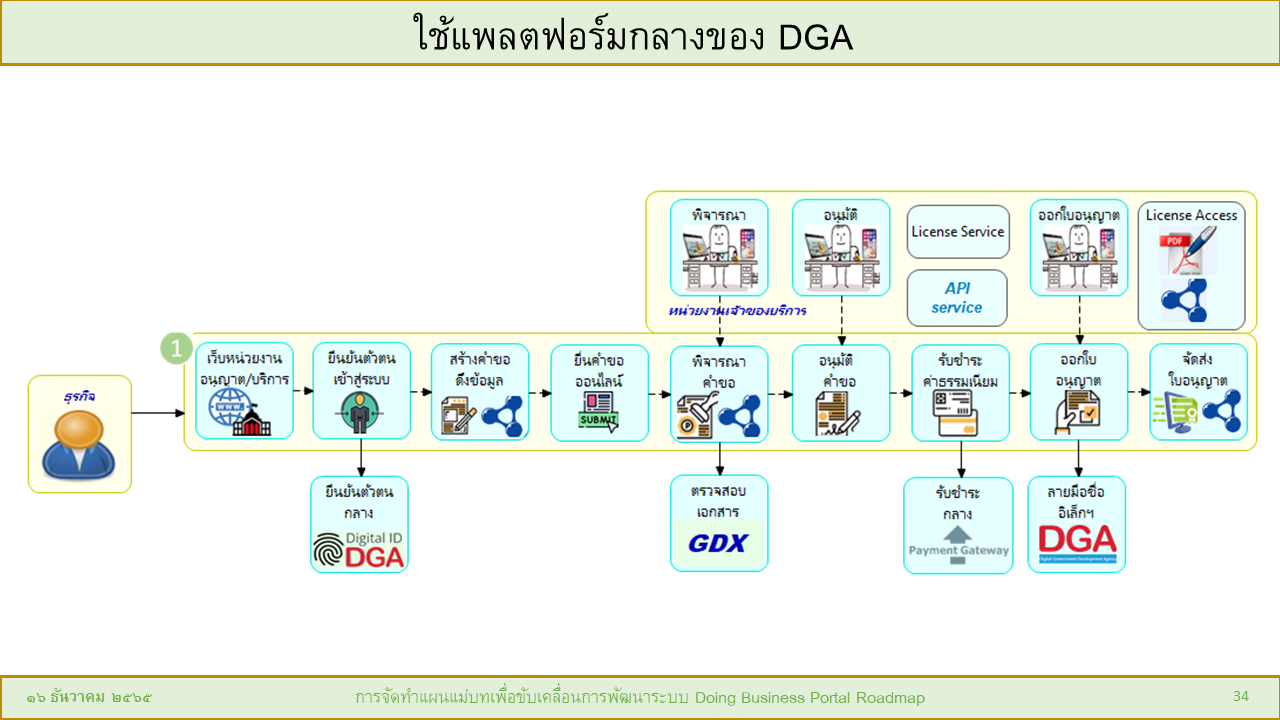 ใช้แพลตฟอร์มกลางของ DGA
พิจารณา
อนุมัติ
License Service
API
service
ออกใบอนุญาต
License Access
PDF
หน่วยงานเจ้าของบริการ
1
ธุรกิจ
เว็บหน่วยงาน
อนุญาต/บริการ
WWW
ยืนยันตัวตน
เข้าสู่ระบบ
สร้างคำขอ
ดึงข้อมูล
ยื่นคำขอ
ออนไลน์
SUBMIT
พิจารณา
คำขอ
อนุมัติ
คำขอ
รับชำระ
ค่าธรรมเนียม
ออกใบ
อนุญาต
จัดส่ง
ใบอนุญาต
ยืนยันตัวตน
กลาง
Digital ID
DGA
ตรวจสอบ
เอกสาร
GDX
รับชำระ
กลาง
Payment Gateway
ลายมือชื่อ
อิเล็กฯ
DGA
Digital Government Development Agency
๑๖ ธันวาคม ๒๕๖๕
การจัดทำแผนแม่บทเพื่อขับเคลื่อนการพัฒนาระบบ Doing Business Portal Roadmap
34